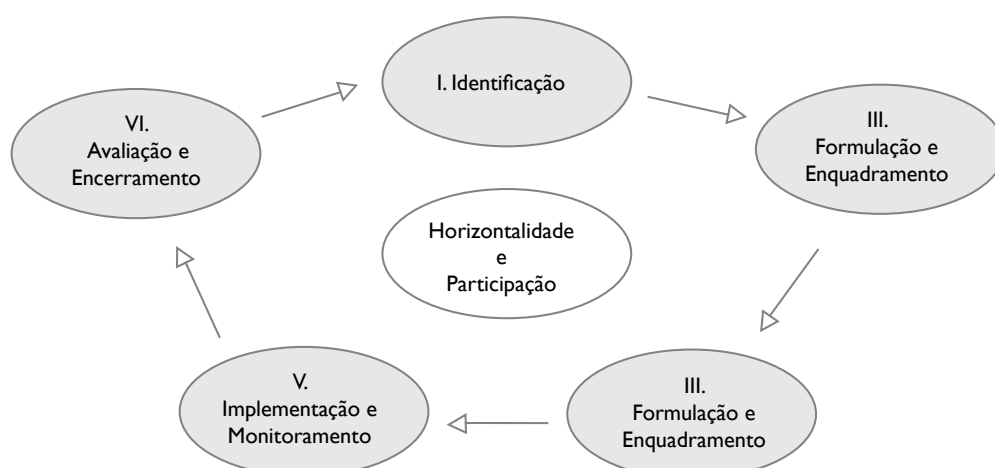 I. Identificação
III.
Formulação e
Enquadramento
III.
Formulação e
Enquadramento
V.
Implementação e
Monitoramento
VI.
Avaliação e
Encerramento
Horizontalidade
e
Participação